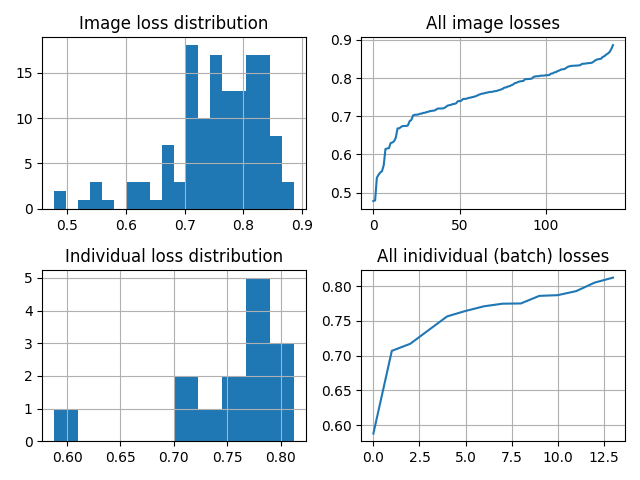 Image loss distribution
All image losses
15
10
5
0
0.5 0.6 0.7 0.8 0.9
0.9
0.8
0.7
0.6
0.5
0 50 100
Individual loss distribution
All inidividual (batch) losses
5
4
3
2
1
0
0.60 0.65 0.70 0.75 0.80
0.80
0.75
0.70
0.65
0.60
0.0 2.5 5.0 7.5 10.0 12.5